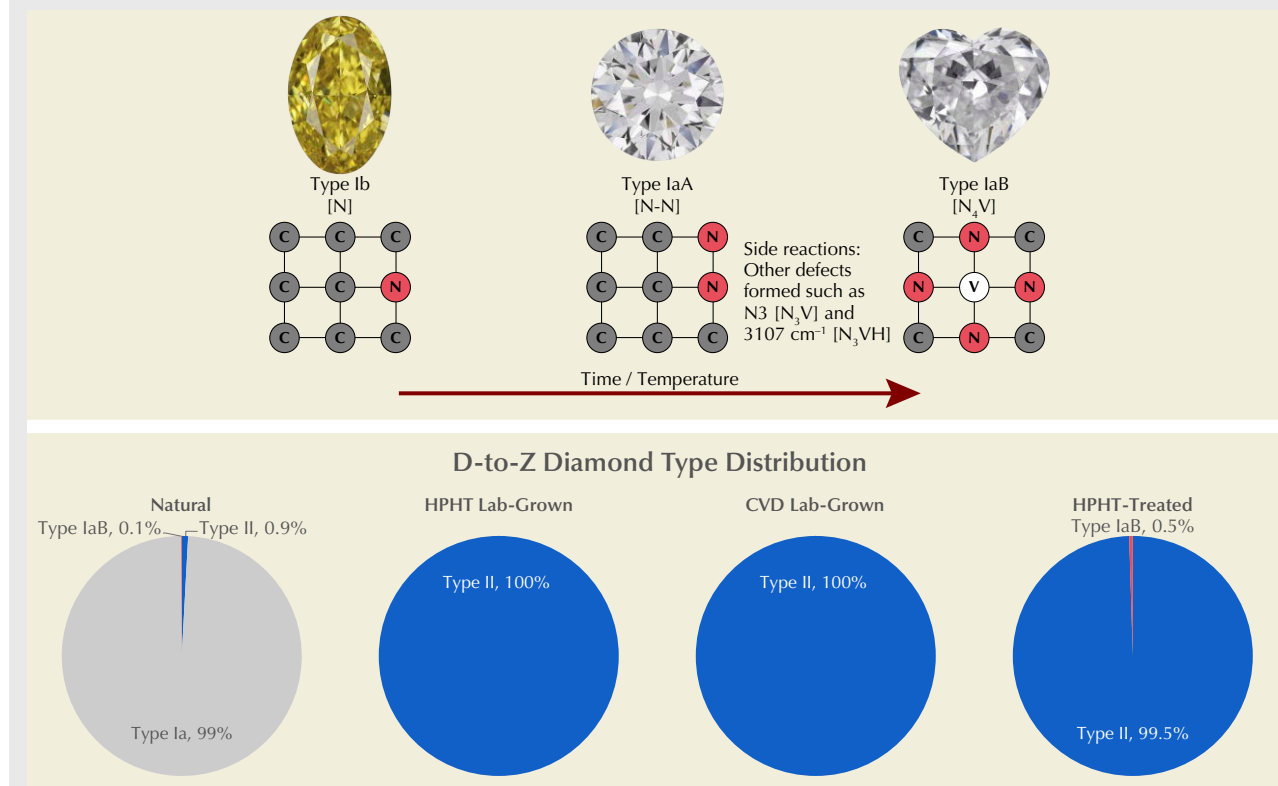 Type Ib
[N]
C C C
C C N
C C C
Type IaA
[N-N]
C C N
C C N
C C C
Side reactions:
Other defects
formed such as
N3 [N₃V] and
3107 cm⁻¹ [N₃VH]
Type IaB
[N₄V]
C N C
N V N
C N C
Time / Temperature
D-to-Z Diamond Type Distribution
Natural
Type IaB, 0.1%
Type II, 0.9%
Type Ia, 99%
HPHT Lab-Grown
Type II, 100%
CVD Lab-Grown
Type II, 100%
HPHT-Treated
Type IaB, 0.5%
Type II, 99.5%